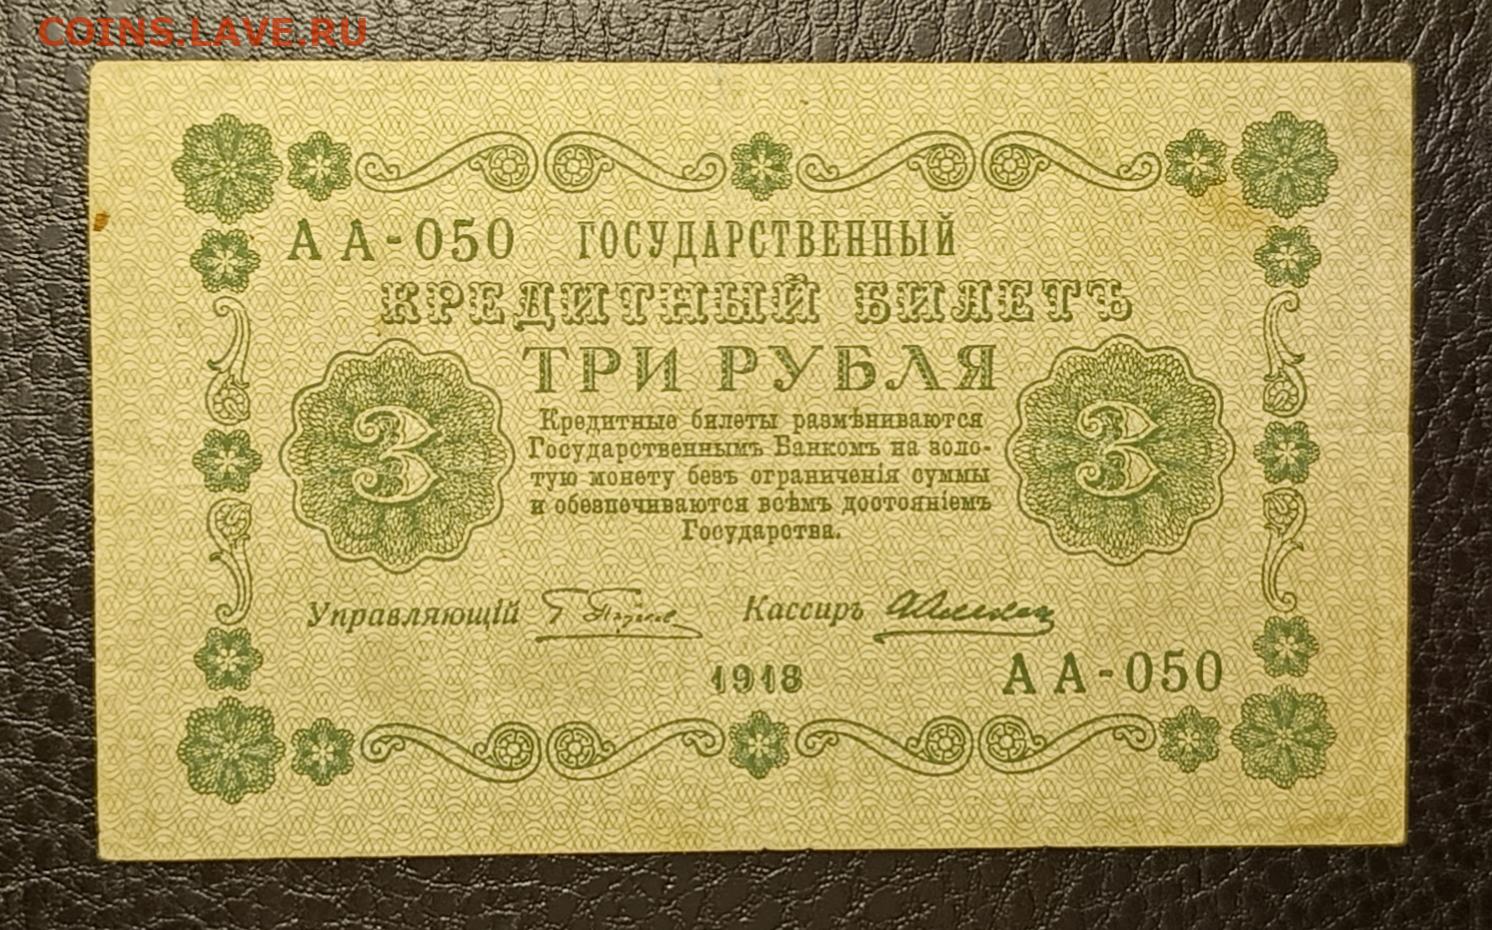 COINS.LAVE.RU
АА-050 ГОСУДАРСТВЕННЫЙ
КРЕДИТНЫЙ БИЛЕТЪ
ТРИ РУБЛЯ
3 3
Кредитные билеты размѣниваются
Государственнымъ Банкомъ на золо-
тую монету безъ ограниченія суммы
и обезпечиваются всѣмъ достояніемъ
Государства.
Управляющій Кассиръ
1918 АА-050